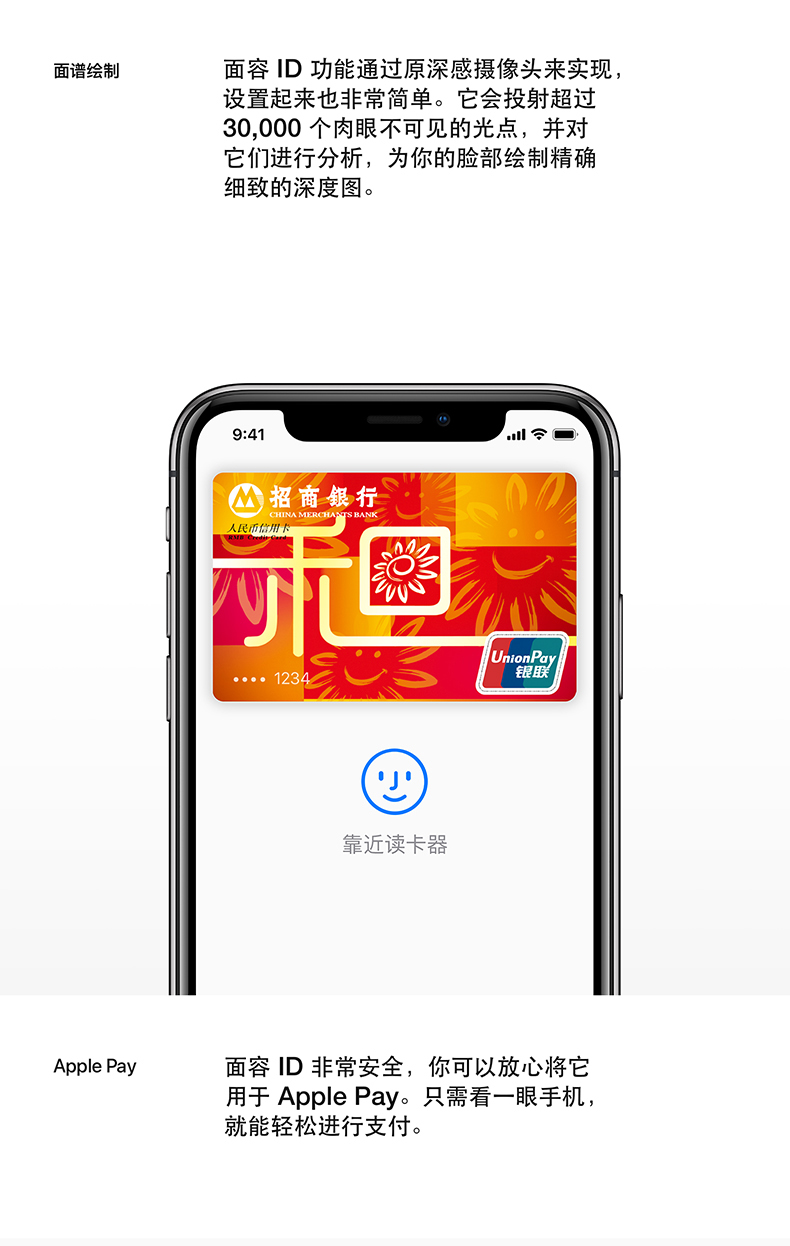 面谱绘制
面容 ID 功能通过原深感摄像头来实现，
设置起来也非常简单。它会投射超过
30,000 个肉眼不可见的光点，并对
它们进行分析，为你的脸部绘制精确
细致的深度图。
9:41
招商银行
CHINA MERCHANTS BANK
人民币信用卡
RMB Credit Card
和
•••• 1234
UnionPay
银联
靠近读卡器
Apple Pay
面容 ID 非常安全，你可以放心将它
用于 Apple Pay。只需看一眼手机，
就能轻松进行支付。